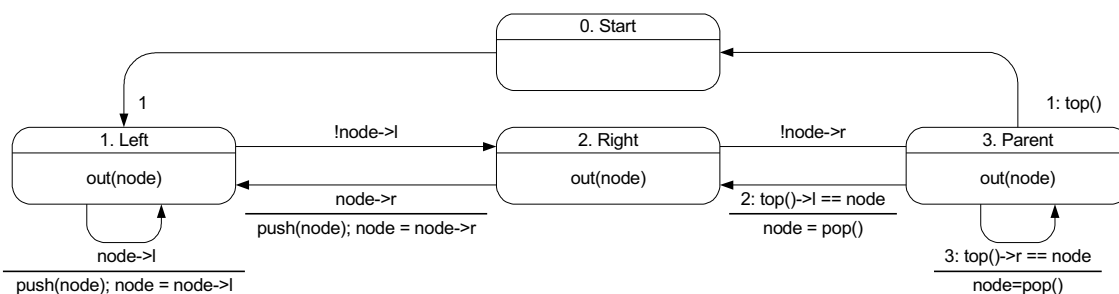 0. Start
1
1: top()
1. Left
out(node)
!node->l
2. Right
out(node)
!node->r
3. Parent
out(node)
node->r
push(node); node = node->r
2: top()->l == node
node = pop()
node->l
push(node); node = node->l
3: top()->r == node
node=pop()